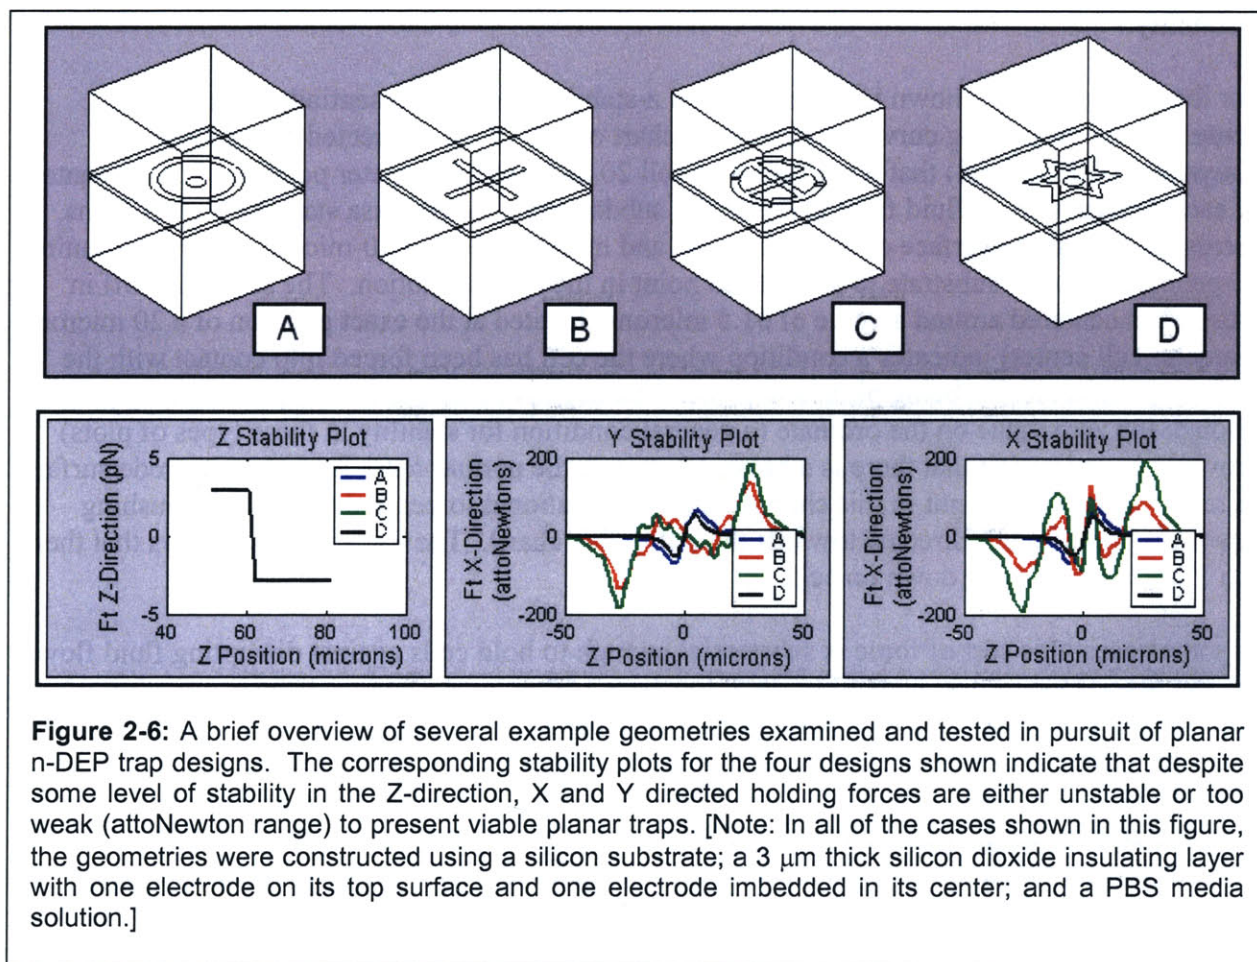 A
B
C
D
Z Stability Plot
Ft Z-Direction (pN)
5
0
-5
40
60
80
100
A
B
C
D
Z Position (microns)
Y Stability Plot
Ft X-Direction
(attoNewtons)
200
0
-200
-50
0
50
A
B
C
D
Z Position (microns)
X Stability Plot
Ft X-Direction
(attoNewtons)
200
0
-200
-50
0
50
A
B
C
D
Z Position (microns)
Figure 2-6: A brief overview of several example geometries examined and tested in pursuit of planar
n-DEP trap designs. The corresponding stability plots for the four designs shown indicate that despite
some level of stability in the Z-direction, X and Y directed holding forces are either unstable or too
weak (attoNewton range) to present viable planar traps. [Note: In all of the cases shown in this figure,
the geometries were constructed using a silicon substrate; a 3 μm thick silicon dioxide insulating layer
with one electrode on its top surface and one electrode imbedded in its center; and a PBS media
solution.]